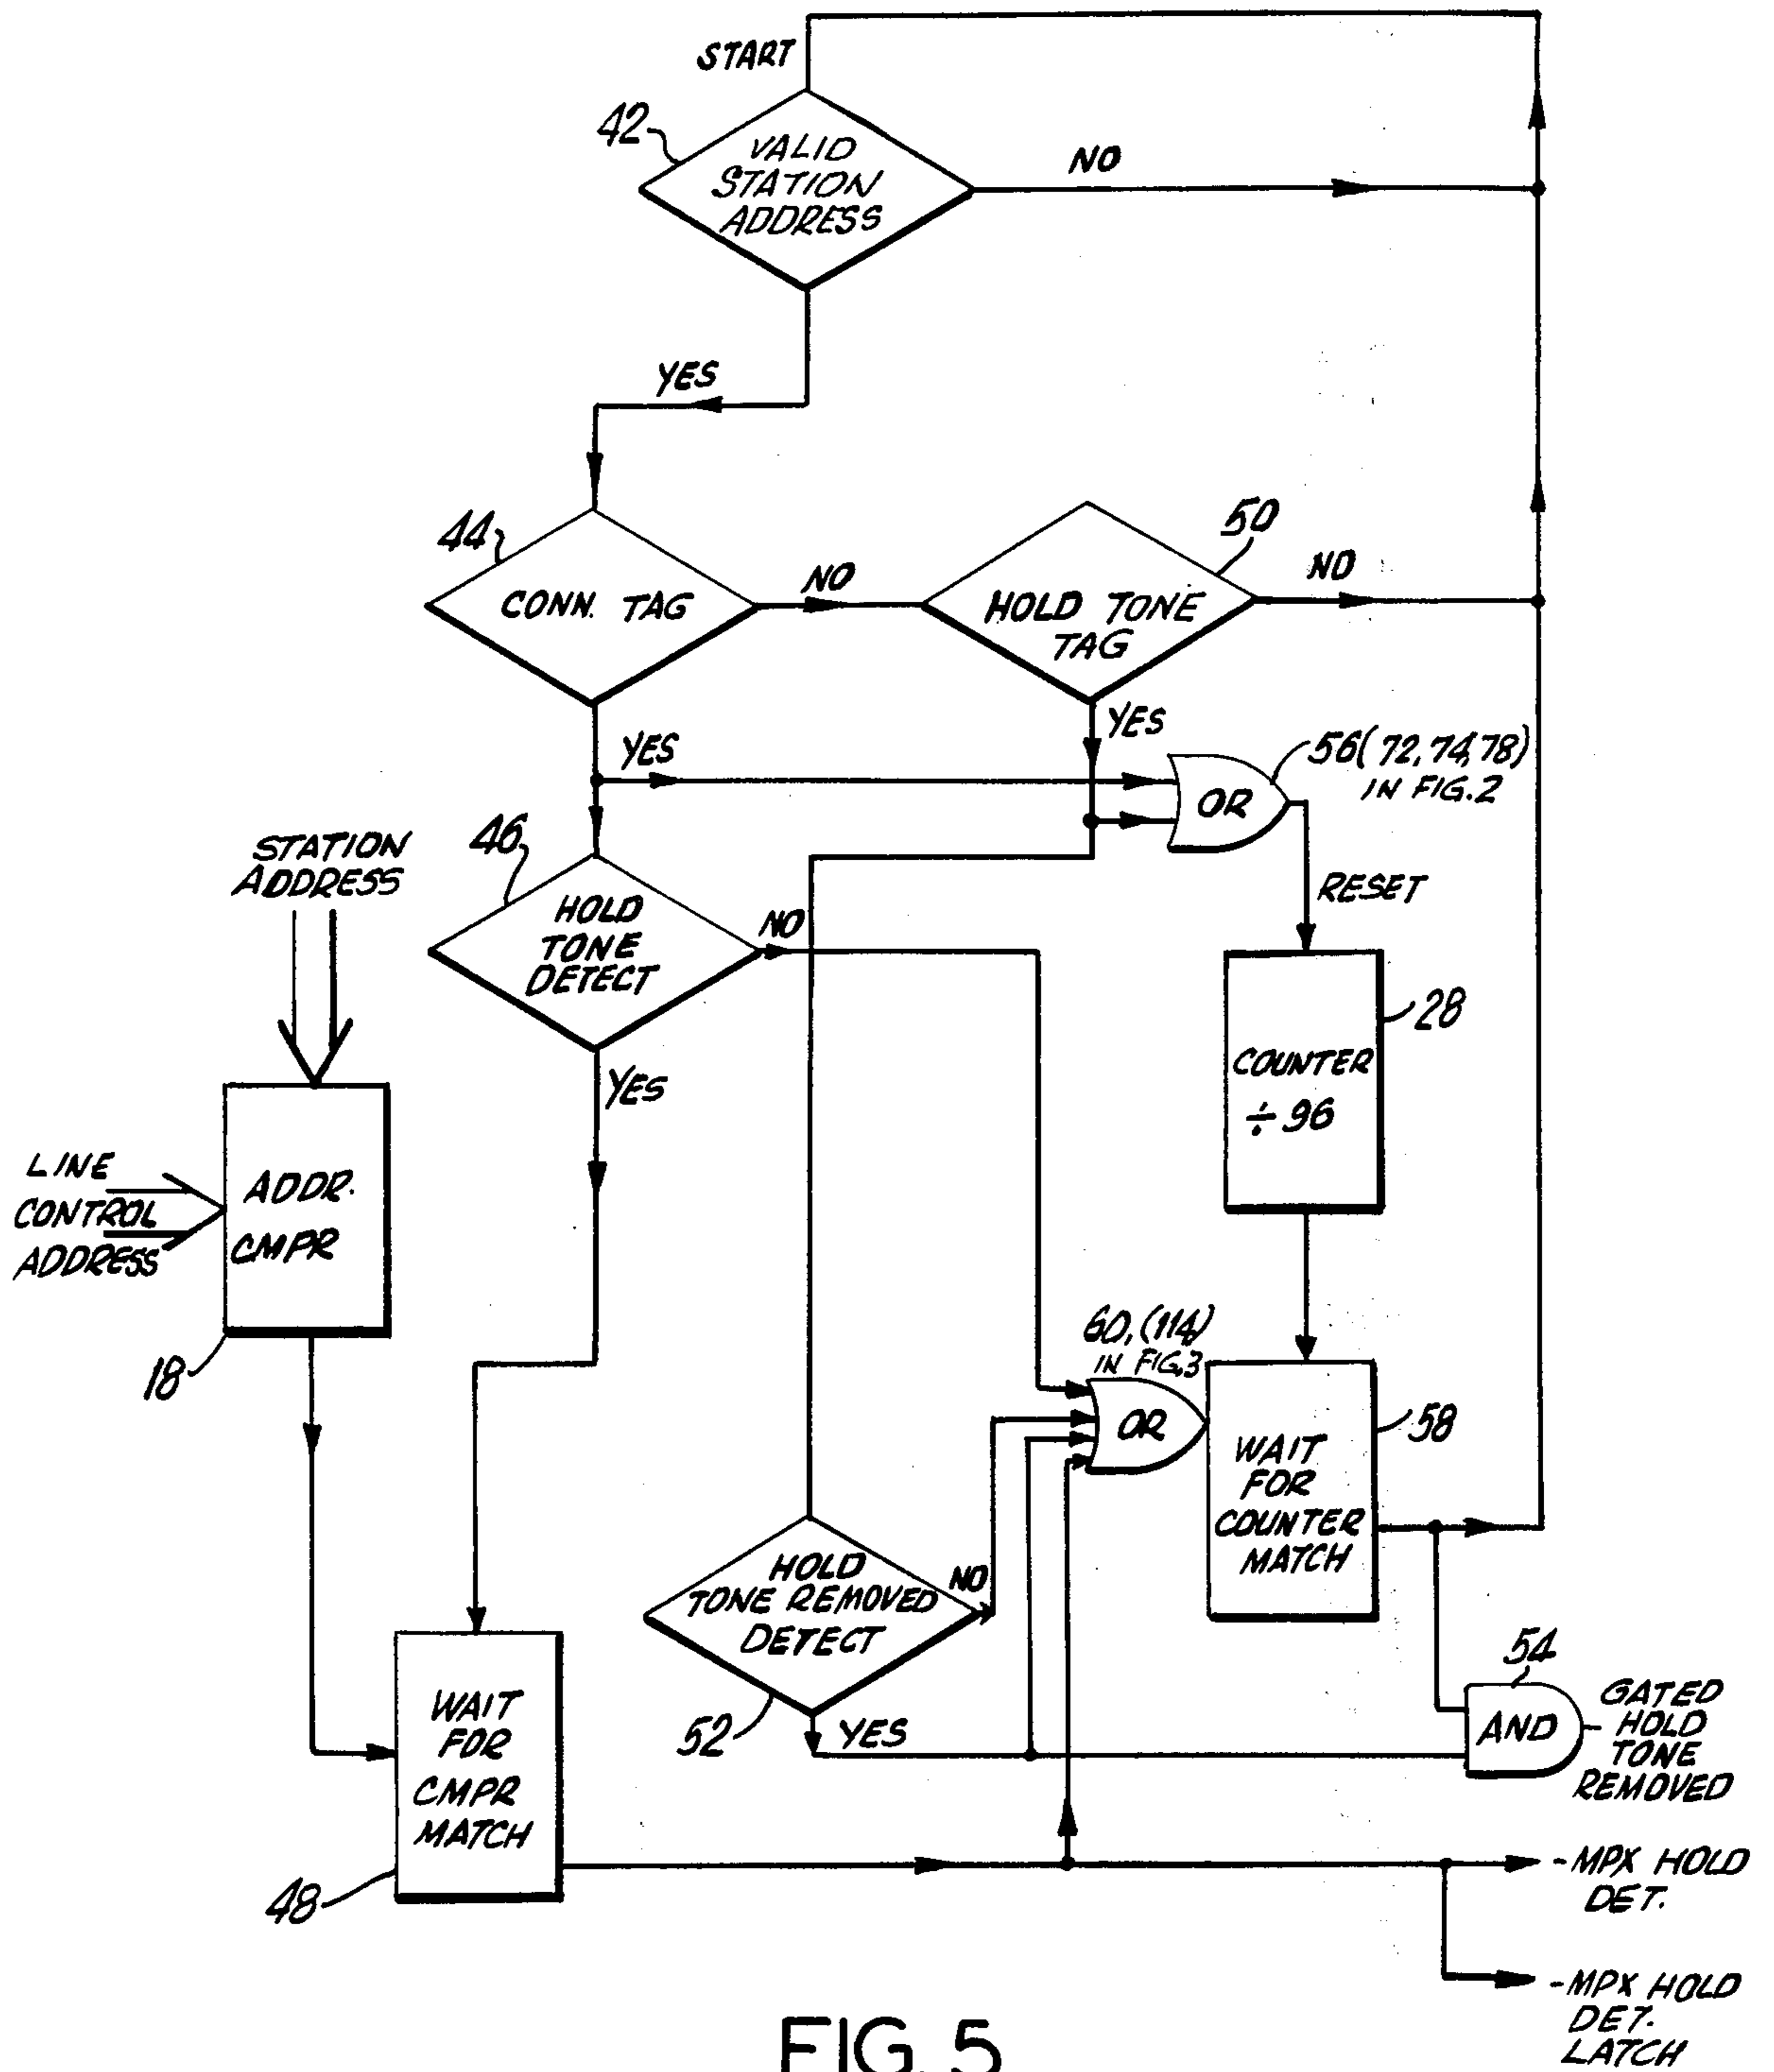 START
42
VALID
STATION
ADDRESS
NO
YES
44
CONN. TAG
NO
50
HOLD TONE
TAG
NO
YES
YES
56(72,74,78)
IN FIG.2
OR
STATION
ADDRESS
46
HOLD
TONE
DETECT
NO
RESET
28
COUNTER
÷ 96
YES
LINE
CONTROL
ADDRESS
ADDR.
CMPR
18
60,(114)
IN FIG.3
OR
58
WAIT
FOR
COUNTER
MATCH
HOLD
TONE REMOVED
DETECT
NO
52
YES
54
AND
GATED
HOLD
TONE
REMOVED
WAIT
FOR
CMPR
MATCH
48
-MPX HOLD
DET.
-MPX HOLD
DET.
LATCH
FIG. 5